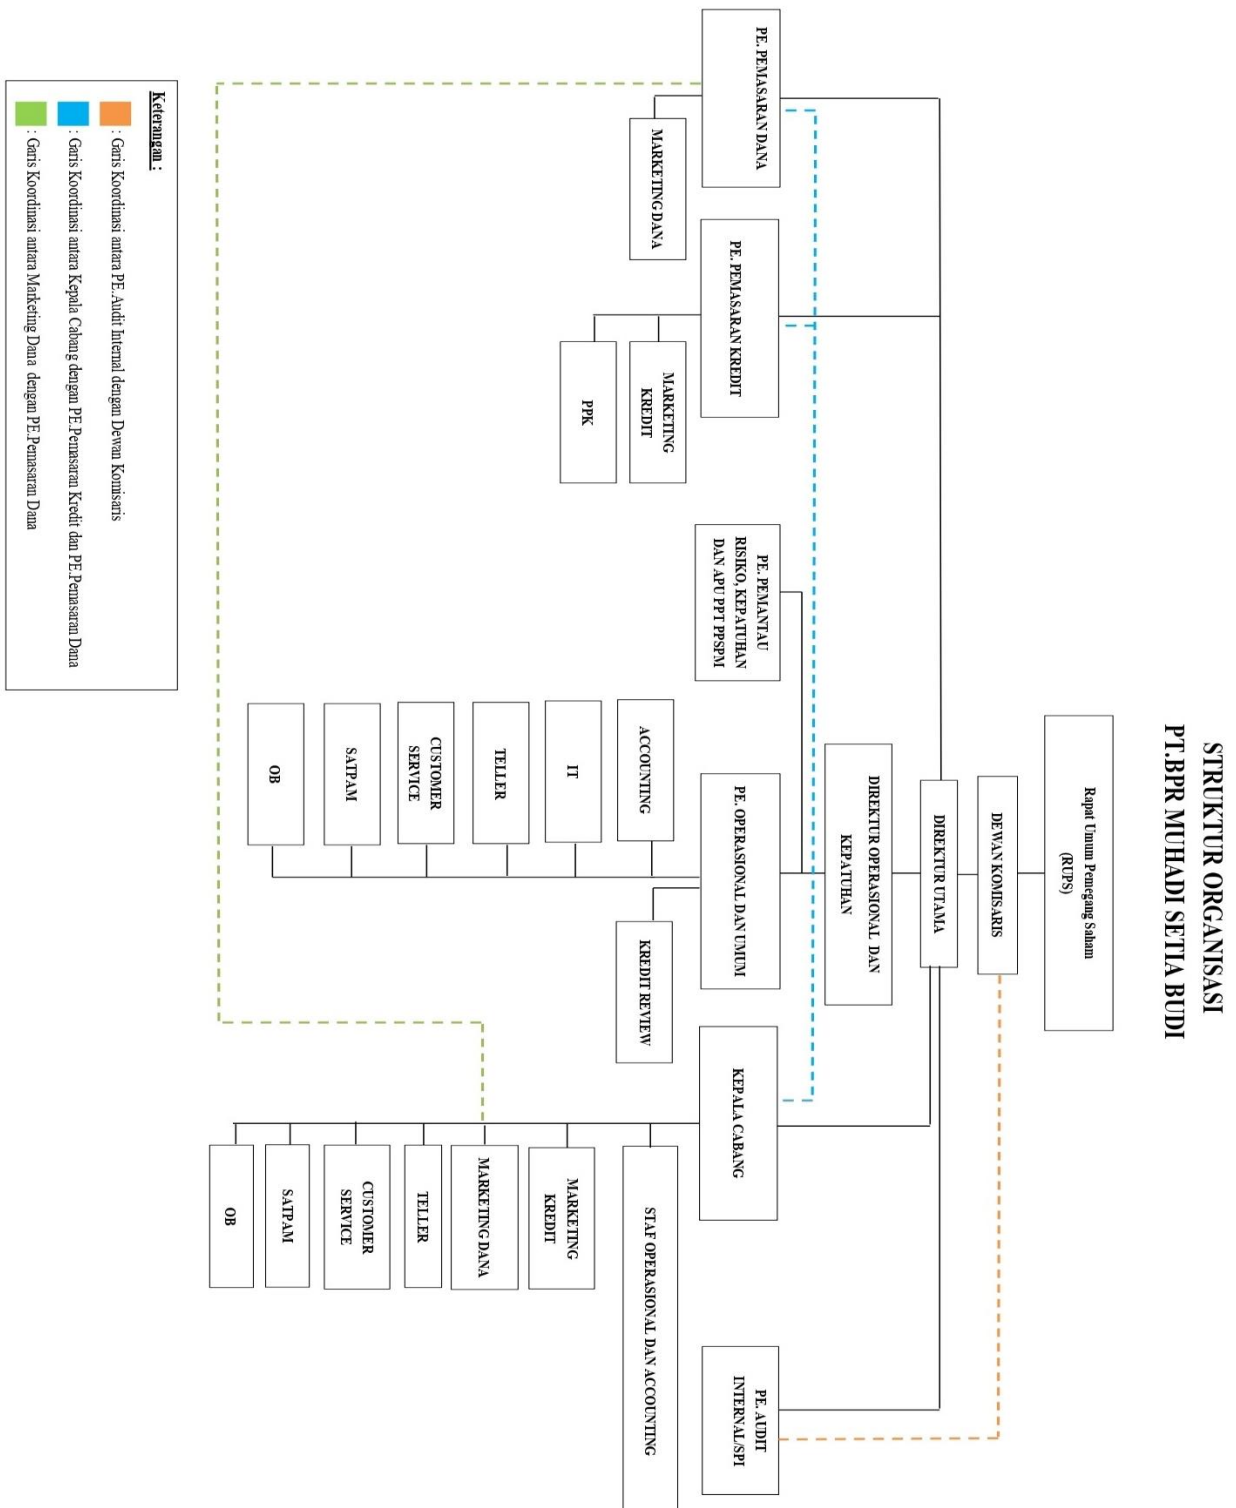 STRUKTUR ORGANISASI
PT.BPR MUHADI SETIA BUDI
Rapat Umum Pemegang Saham
(RUPS)
DEWAN KOMISARIS
DIREKTUR UTAMA
DIREKTUR OPERASIONAL DAN
KEPATUHAN
PE. PEMASARAN DANA
PE. PEMASARAN KREDIT
PE. PEMANTAU
RISIKO, KEPATUHAN
DAN APU PPT PPSPM
PE. OPERASIONAL DAN UMUM
KEPALA CABANG
PE. AUDIT
INTERNAL/SPI
MARKETING DANA
MARKETING
KREDIT
PPK
ACCOUNTING
IT
TELLER
CUSTOMER
SERVICE
SATPAM
OB
KREDIT REVIEW
STAF OPERASIONAL DAN ACCOUNTING
MARKETING
KREDIT
MARKETING DANA
TELLER
CUSTOMER
SERVICE
SATPAM
OB
Keterangan :
: Garis Koordinasi antara PE.Audit Internal dengan Dewan Komisaris
: Garis Koordinasi antara Kepala Cabang dengan PE.Pemasaran Kredit dan PE.Pemasaran Dana
: Garis Koordinasi antara Marketing Dana dengan PE.Pemasaran Dana